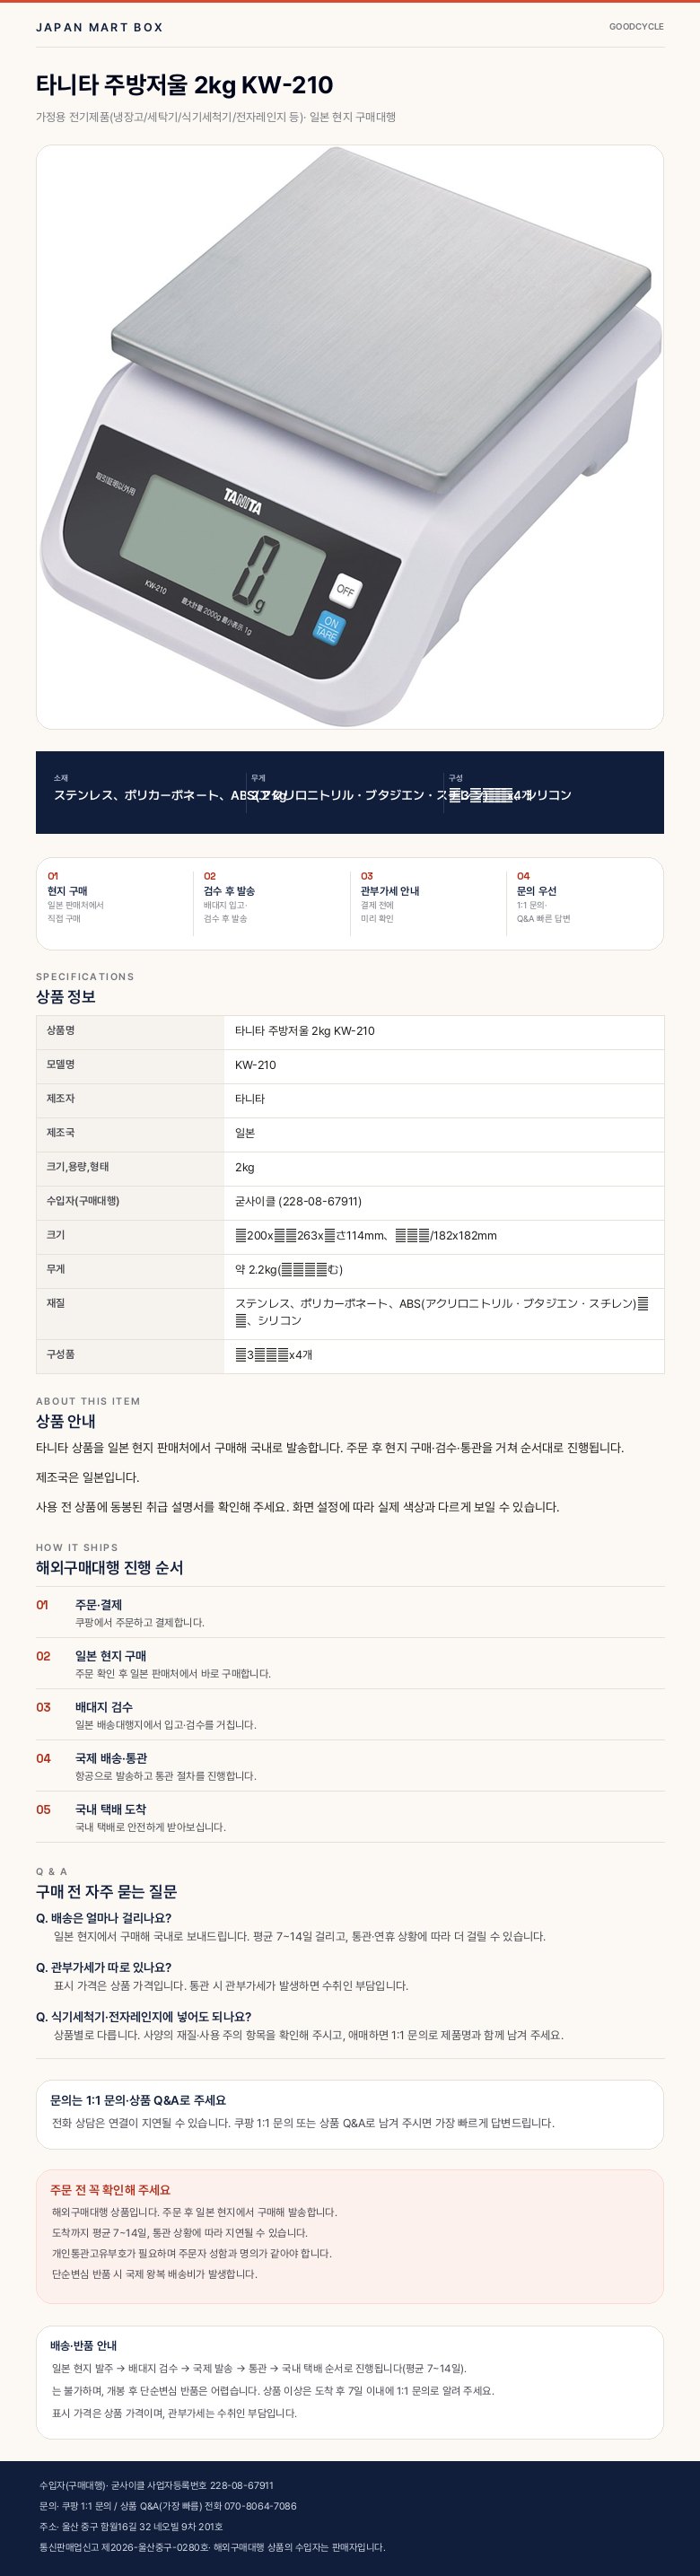 JAPAN MART BOX
GOODCYCLE
타니타 주방저울 2kg KW-210
가정용 전기제품(냉장고/세탁기/식기세척기/전자레인지 등)· 일본 현지 구매대행
取引証明以外用
TANITA
0g
KW-210
最大計量 2000g 最小表示 1g
OFF
ON
TARE
소재
무게
구성
ステンレス、ポリカーボネート、
シリコン
01
현지 구매
일본 판매처에서
직접 구매
02
검수 후 발송
배대지 입고·
검수 후 발송
03
관부가세 안내
결제 전에
미리 확인
04
문의 우선
1:1 문의·
Q&A 빠른 답변
SPECIFICATIONS
상품 정보
상품명 타니타 주방저울 2kg KW-210
모델명 KW-210
제조자 타니타
제조국 일본
크기,용량,형태 2kg
수입자(구매대행) 굳사이클 (228-08-67911)
크기 200x 263x さ114mm、 /182x182mm
무게 약 2.2kg( む)
재질 ステンレス、ポリカーボネート、ABS(アクリロニトリル・ブタジエン・スチレン)
、シリコン
구성품 3 x4개
ABOUT THIS ITEM
상품 안내
타니타 상품을 일본 현지 판매처에서 구매해 국내로 발송합니다. 주문 후 현지 구매·검수·통관을 거쳐 순서대로 진행됩니다.
제조국은 일본입니다.
사용 전 상품에 동봉된 취급 설명서를 확인해 주세요. 화면 설정에 따라 실제 색상과 다르게 보일 수 있습니다.
HOW IT SHIPS
해외구매대행 진행 순서
01 주문·결제
쿠팡에서 주문하고 결제합니다.
02 일본 현지 구매
주문 확인 후 일본 판매처에서 바로 구매합니다.
03 배대지 검수
일본 배송대행지에서 입고·검수를 거칩니다.
04 국제 배송·통관
항공으로 발송하고 통관 절차를 진행합니다.
05 국내 택배 도착
국내 택배로 안전하게 받아보십니다.
Q & A
구매 전 자주 묻는 질문
Q. 배송은 얼마나 걸리나요?
일본 현지에서 구매해 국내로 보내드립니다. 평균 7~14일 걸리고, 통관·연휴 상황에 따라 더 걸릴 수 있습니다.
Q. 관부가세가 따로 있나요?
표시 가격은 상품 가격입니다. 통관 시 관부가세가 발생하면 수취인 부담입니다.
Q. 식기세척기·전자레인지에 넣어도 되나요?
상품별로 다릅니다. 사양의 재질·사용 주의 항목을 확인해 주시고, 애매하면 1:1 문의로 제품명과 함께 남겨 주세요.
문의는 1:1 문의·상품 Q&A로 주세요
전화 상담은 연결이 지연될 수 있습니다. 쿠팡 1:1 문의 또는 상품 Q&A로 남겨 주시면 가장 빠르게 답변드립니다.
주문 전 꼭 확인해 주세요
해외구매대행 상품입니다. 주문 후 일본 현지에서 구매해 발송합니다.
도착까지 평균 7~14일, 통관 상황에 따라 지연될 수 있습니다.
개인통관고유부호가 필요하며 주문자 성함과 명의가 같아야 합니다.
단순변심 반품 시 국제 왕복 배송비가 발생합니다.
배송·반품 안내
일본 현지 발주 → 배대지 검수 → 국제 발송 → 통관 → 국내 택배 순서로 진행됩니다(평균 7~14일).
는 불가하며, 개봉 후 단순변심 반품은 어렵습니다. 상품 이상은 도착 후 7일 이내에 1:1 문의로 알려 주세요.
표시 가격은 상품 가격이며, 관부가세는 수취인 부담입니다.
수입자(구매대행)· 굳사이클 사업자등록번호 228-08-67911
문의· 쿠팡 1:1 문의 / 상품 Q&A(가장 빠름) 전화 070-8064-7086
주소· 울산 중구 함월16길 32 네오빌 9차 201호
통신판매업신고 제2026-울산중구-0280호· 해외구매대행 상품의 수입자는 판매자입니다.